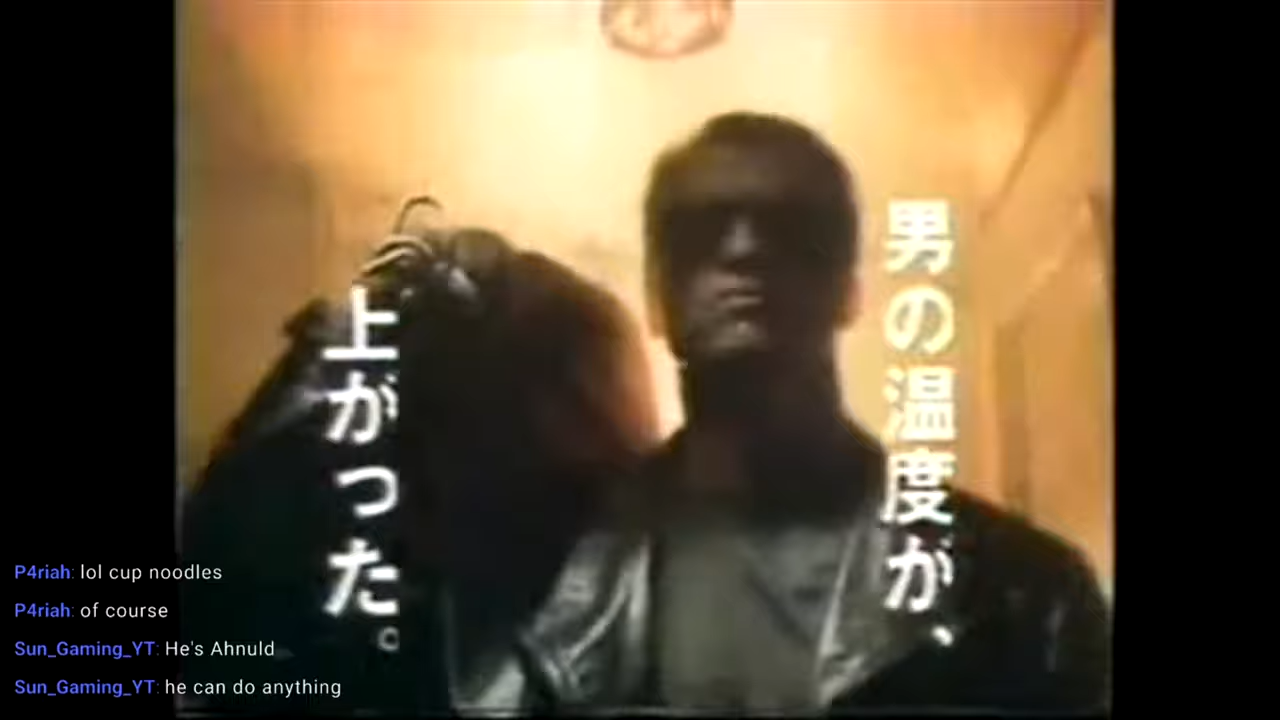 男の温度が、
上がった。
P4riah: lol cup noodles
P4riah: of course
Sun_Gaming_YT: He's Ahnuld
Sun_Gaming_YT: he can do anything